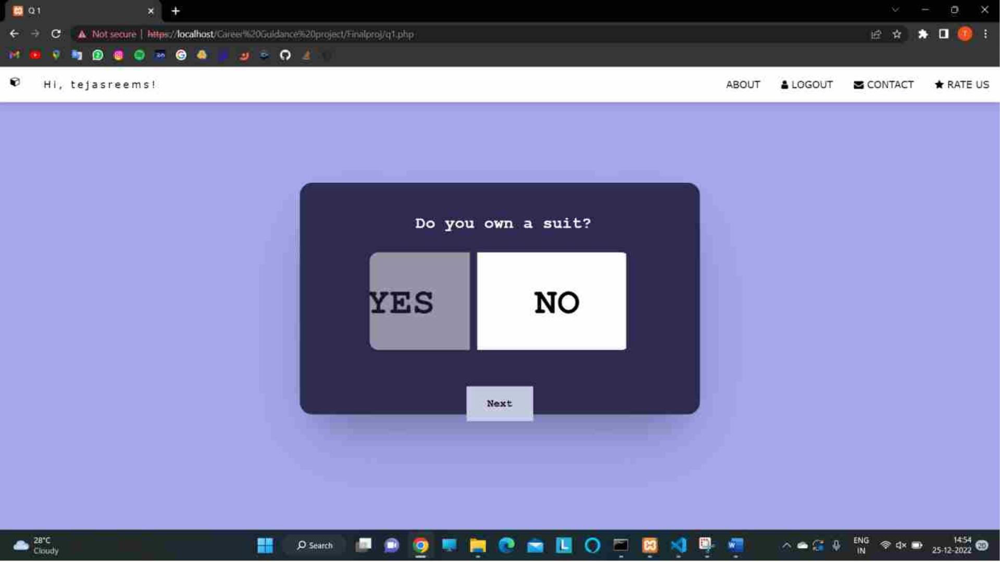 Q 1
Not secure | https://localhost/Career%20Guidance%20project/Finalproj/q1.php
Hi, tejasreems!
ABOUT LOGOUT CONTACT RATE US
Do you own a suit?
YES NO
Next
28°C
Cloudy
Search
ENG
IN
14:54
25-12-2022